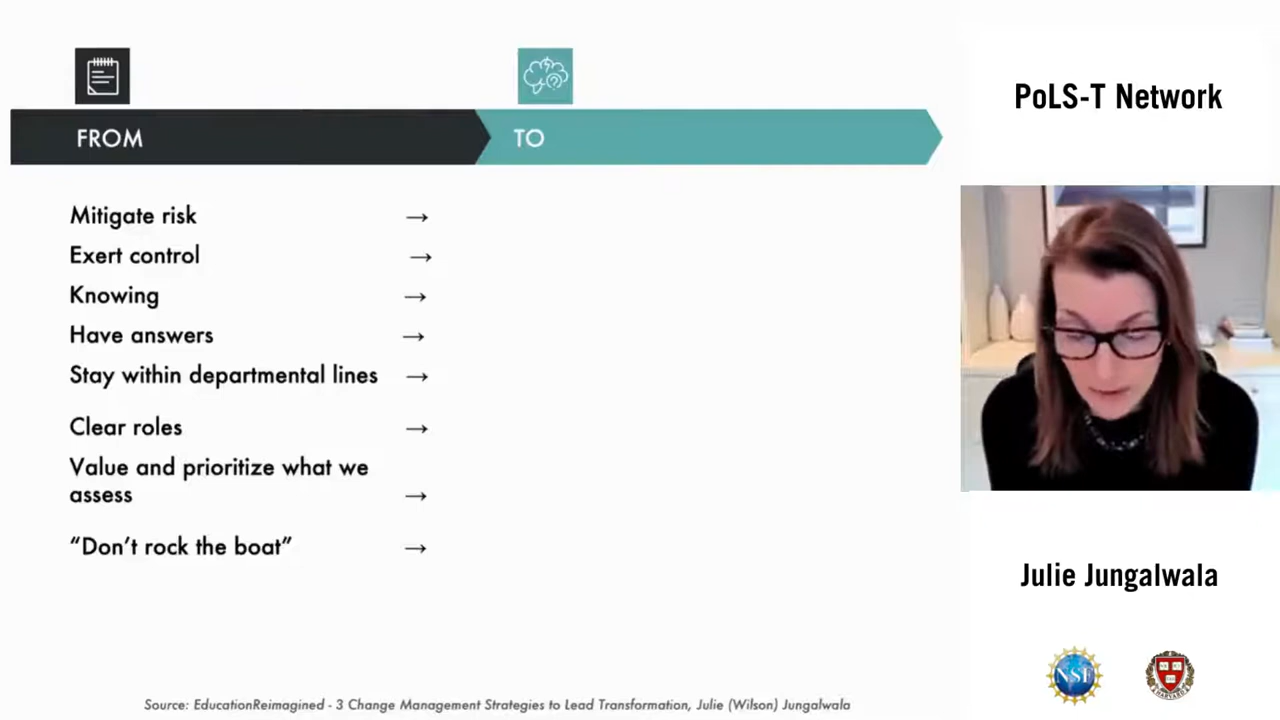 FROM
TO
Mitigate risk →
Exert control →
Knowing →
Have answers →
Stay within departmental lines →
Clear roles →
Value and prioritize what we
assess →
“Don’t rock the boat” →
Source: EducationReimagined - 3 Change Management Strategies to Lead Transformation, Julie (Wilson) Jungalwala
PoLS-T Network
Julie Jungalwala
NSF
HARVARD